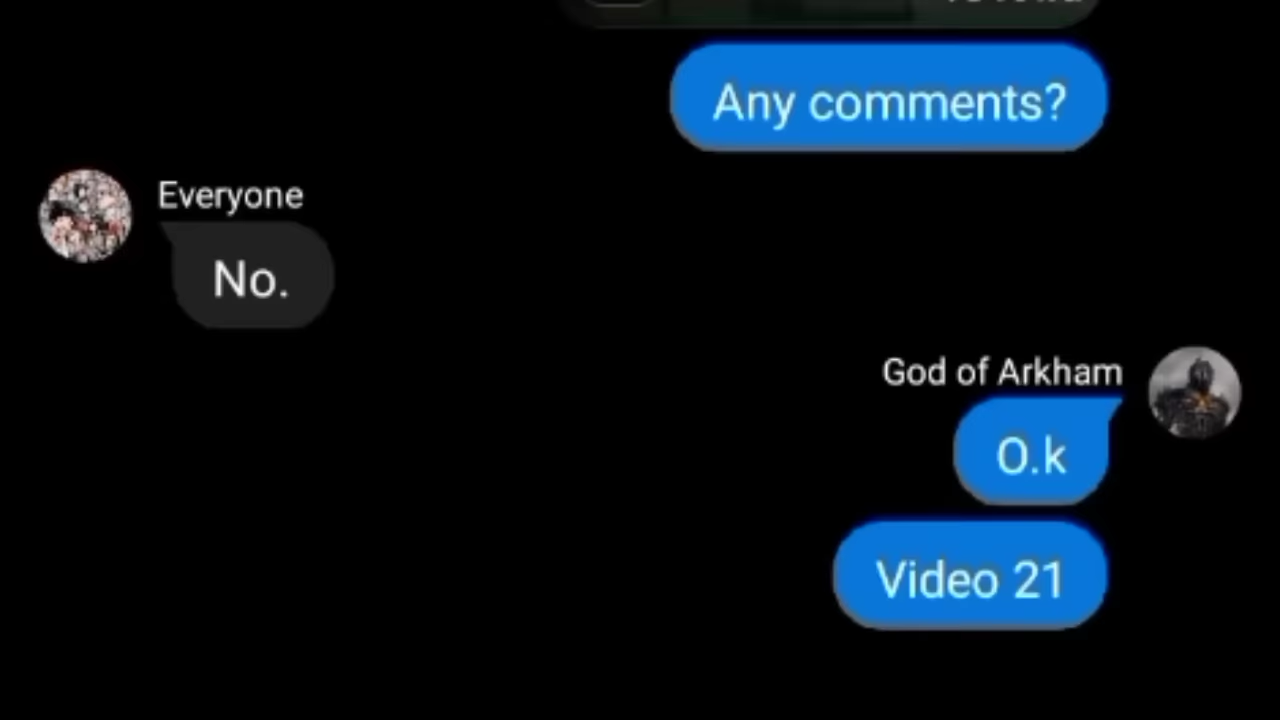 Any comments?
Everyone
No.
God of Arkham
O.k
Video 21